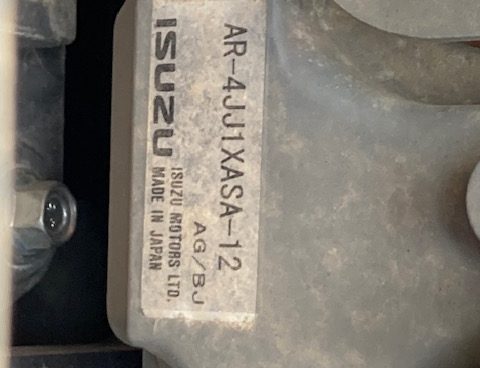 AR-4JJ1XASA-12
AG/BJ
ISUZU
ISUZU MOTORS LTD.
MADE IN JAPAN